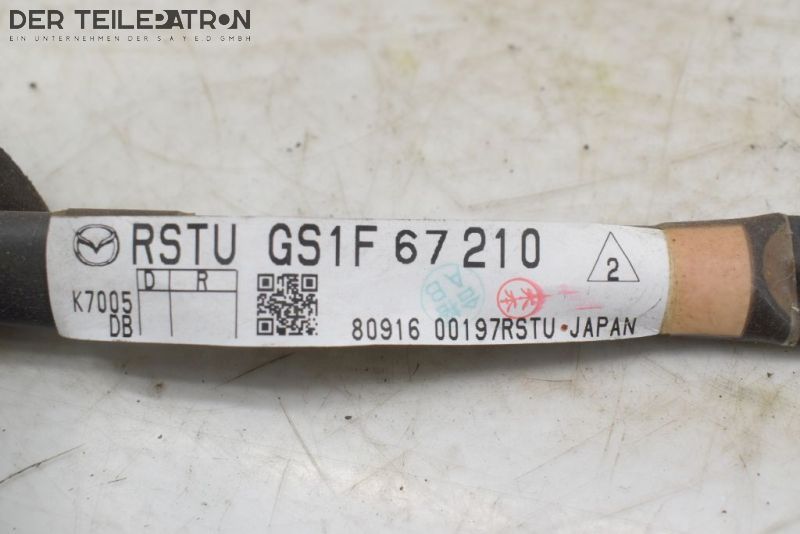 DER TEILEPATRON
EIN UNTERNEHMEN DER S A Y E.D GMBH
RSTU GS1F 67 210
2
D R
K7005
DB
80916 00197RSTU JAPAN